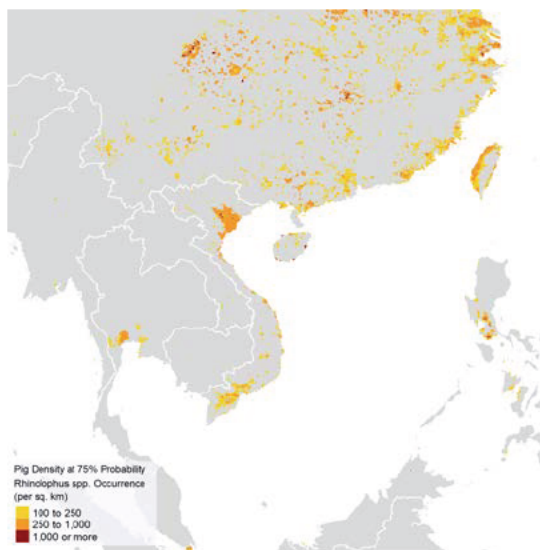 Pig Density at 75% Probability
Rhinolophus spp. Occurrence
(per sq. km)
100 to 250
250 to 1,000
1,000 or more